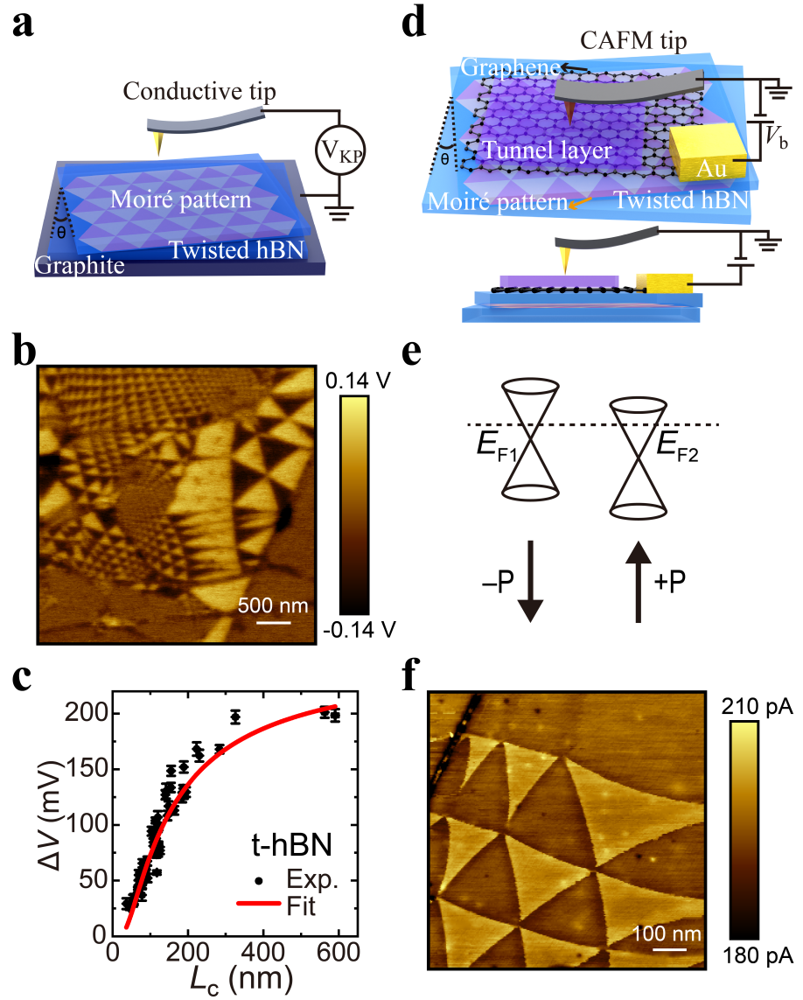 a
Conductive tip
V_KP
Moiré pattern
θ
Twisted hBN
Graphite
b
0.14 V
500 nm
-0.14 V
c
200
150
100
50
0
ΔV (mV)
t-hBN
Exp.
Fit
0 200 400 600
L_c (nm)
d
CAFM tip
Graphene
θ
Tunnel layer
V_b
Au
Moiré pattern
Twisted hBN
e
E_F1
E_F2
–P
+P
f
210 pA
100 nm
180 pA